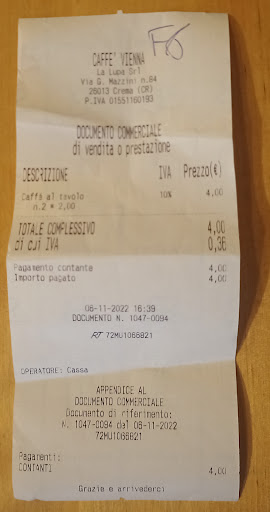 CAFFE' VIENNA
La Lupa Srl
Via G. Mazzini n.84
26013 Crema (CR)
P.IVA 01551160193
DOCUMENTO COMMERCIALE
di vendita o prestazione
DESCRIZIONE IVA Prezzo(€)
Caffè al tavolo 10% 4,00
n.2 * 2,00
TOTALE COMPLESSIVO 4,00
di cui IVA 0,36
Pagamento contante 4,00
Importo pagato 4,00
06-11-2022 16:39
DOCUMENTO N. 1047-0094
RT 72MU1066821
OPERATORE: Cassa
APPENDICE AL
DOCUMENTO COMMERCIALE
Documento di riferimento:
N. 1047-0094 del 06-11-2022
72MU1066821
Pagamenti:
CONTANTI 4,00
Grazie e arrivederci